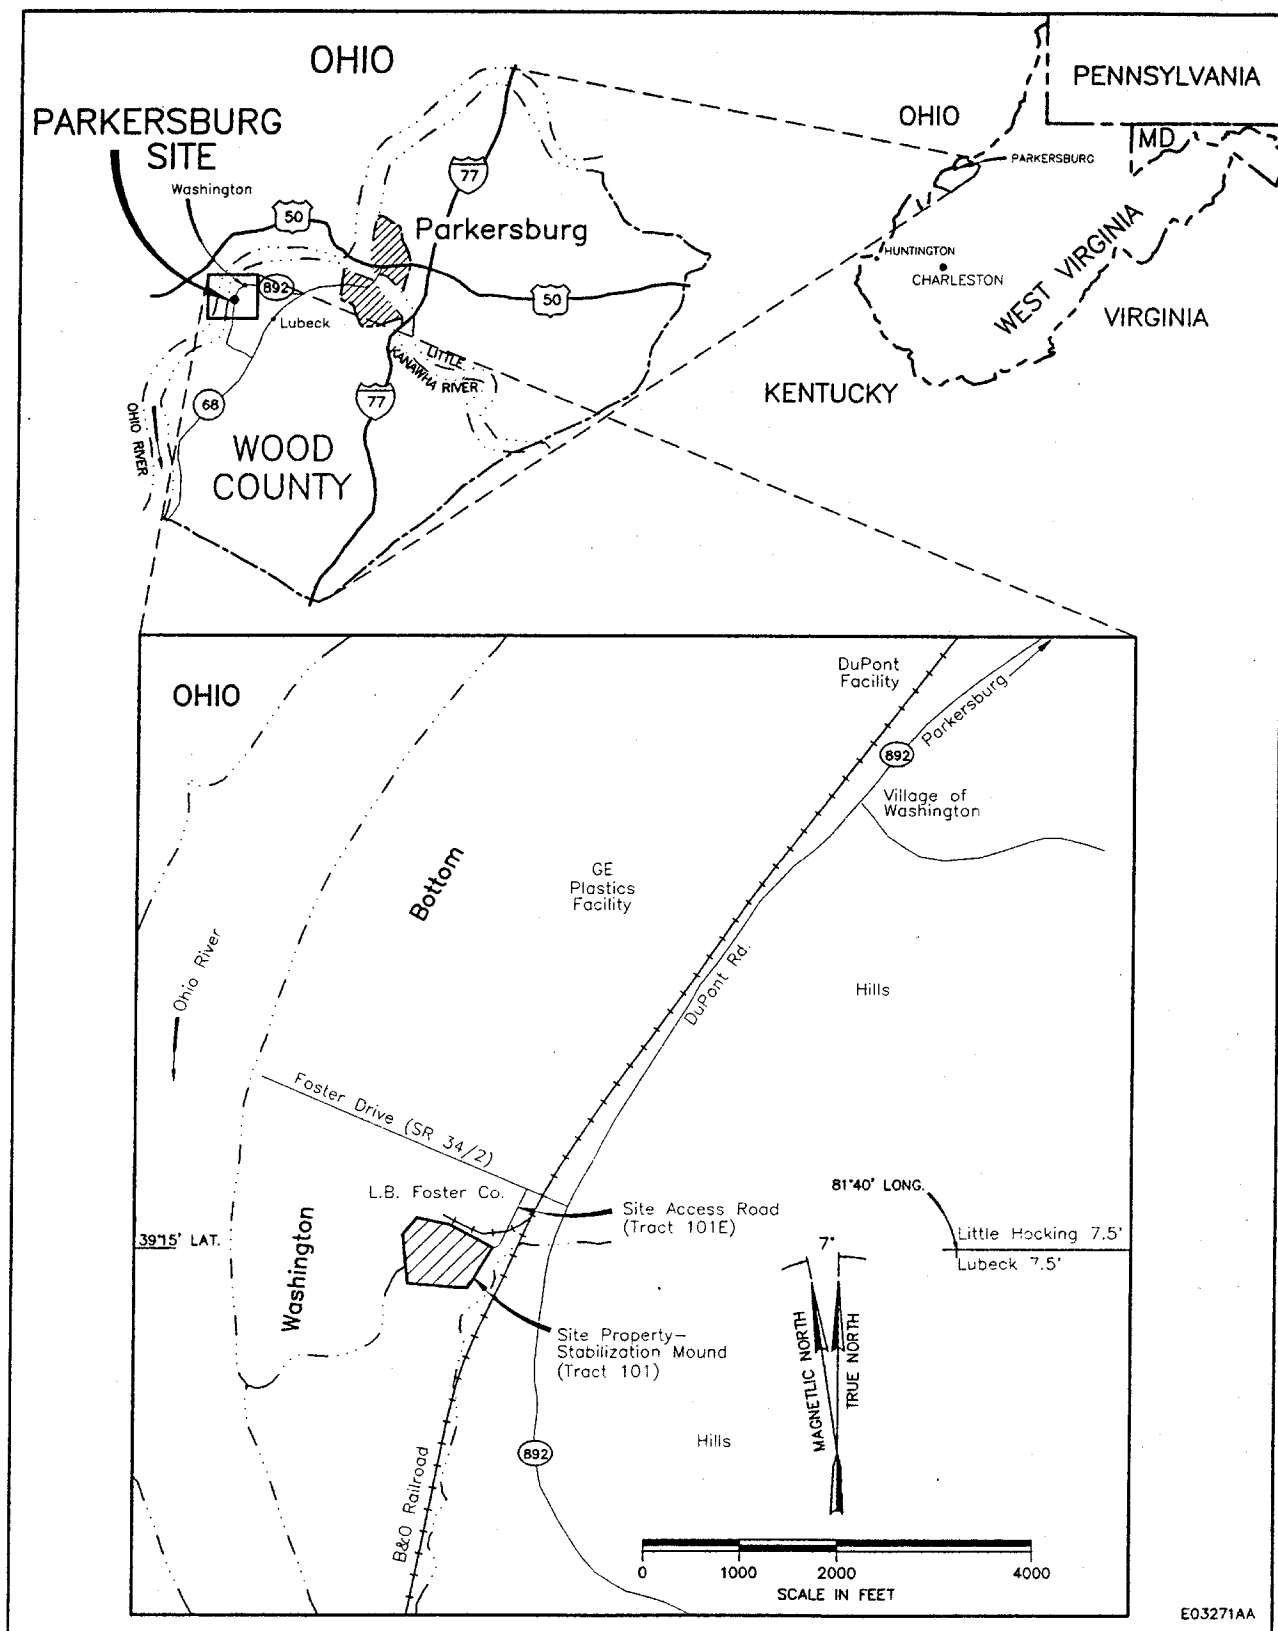 OHIO
PENNSYLVANIA
OHIO
PARKERSBURG
SITE
MD
PARKERSBURG
77
Washington
50
Parkersburg
HUNTINGTON
CHARLESTON
WEST VIRGINIA
VIRGINIA
892
50
Lubeck
LITTLE
KANAWHA RIVER
KENTUCKY
68
77
OHIO RIVER
WOOD
COUNTY
DuPont
Facility
OHIO
Parkersburg
892
Village of
Washington
Bottom
GE
Plastics
Facility
Ohio River
DuPont Rd.
Hills
Foster Drive (SR 34/2)
L.B. Foster Co.
81°40' LONG.
Site Access Road
(Tract 101E)
39°15' LAT.
7°
Little Hocking 7.5'
Lubeck 7.5'
Washington
Site Property–
Stabilization Mound
(Tract 101)
MAGNETLIC NORTH
TRUE NORTH
Hills
892
B&O Railroad
0 1000 2000 4000
SCALE IN FEET
E03271AA